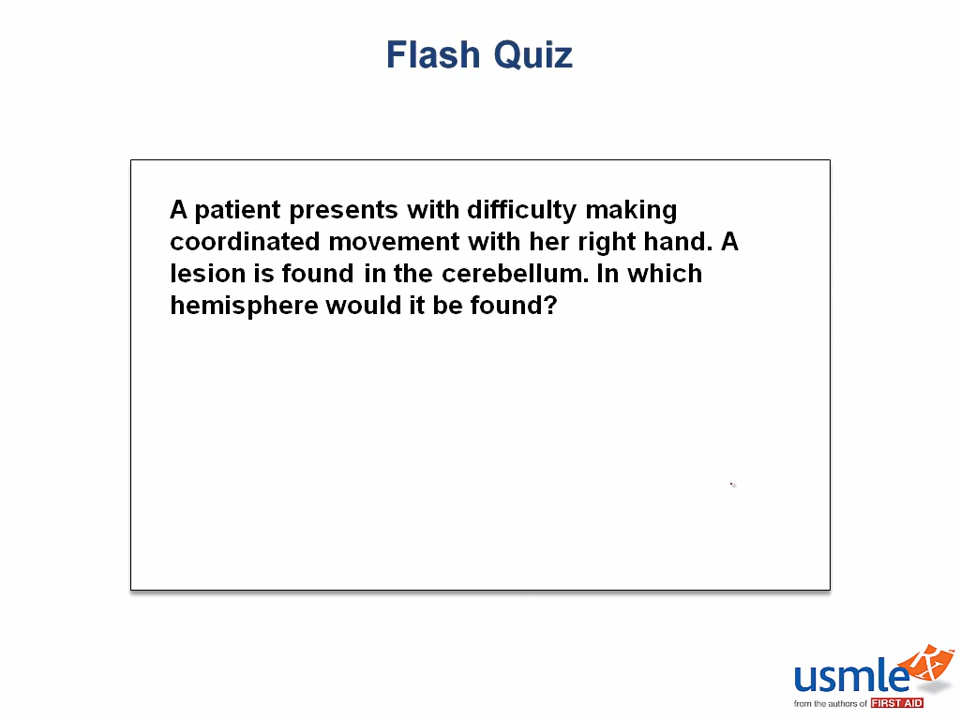 Flash Quiz
A patient presents with difficulty making
coordinated movement with her right hand. A
lesion is found in the cerebellum. In which
hemisphere would it be found?
usmle Rx
from the authors of FIRST AID